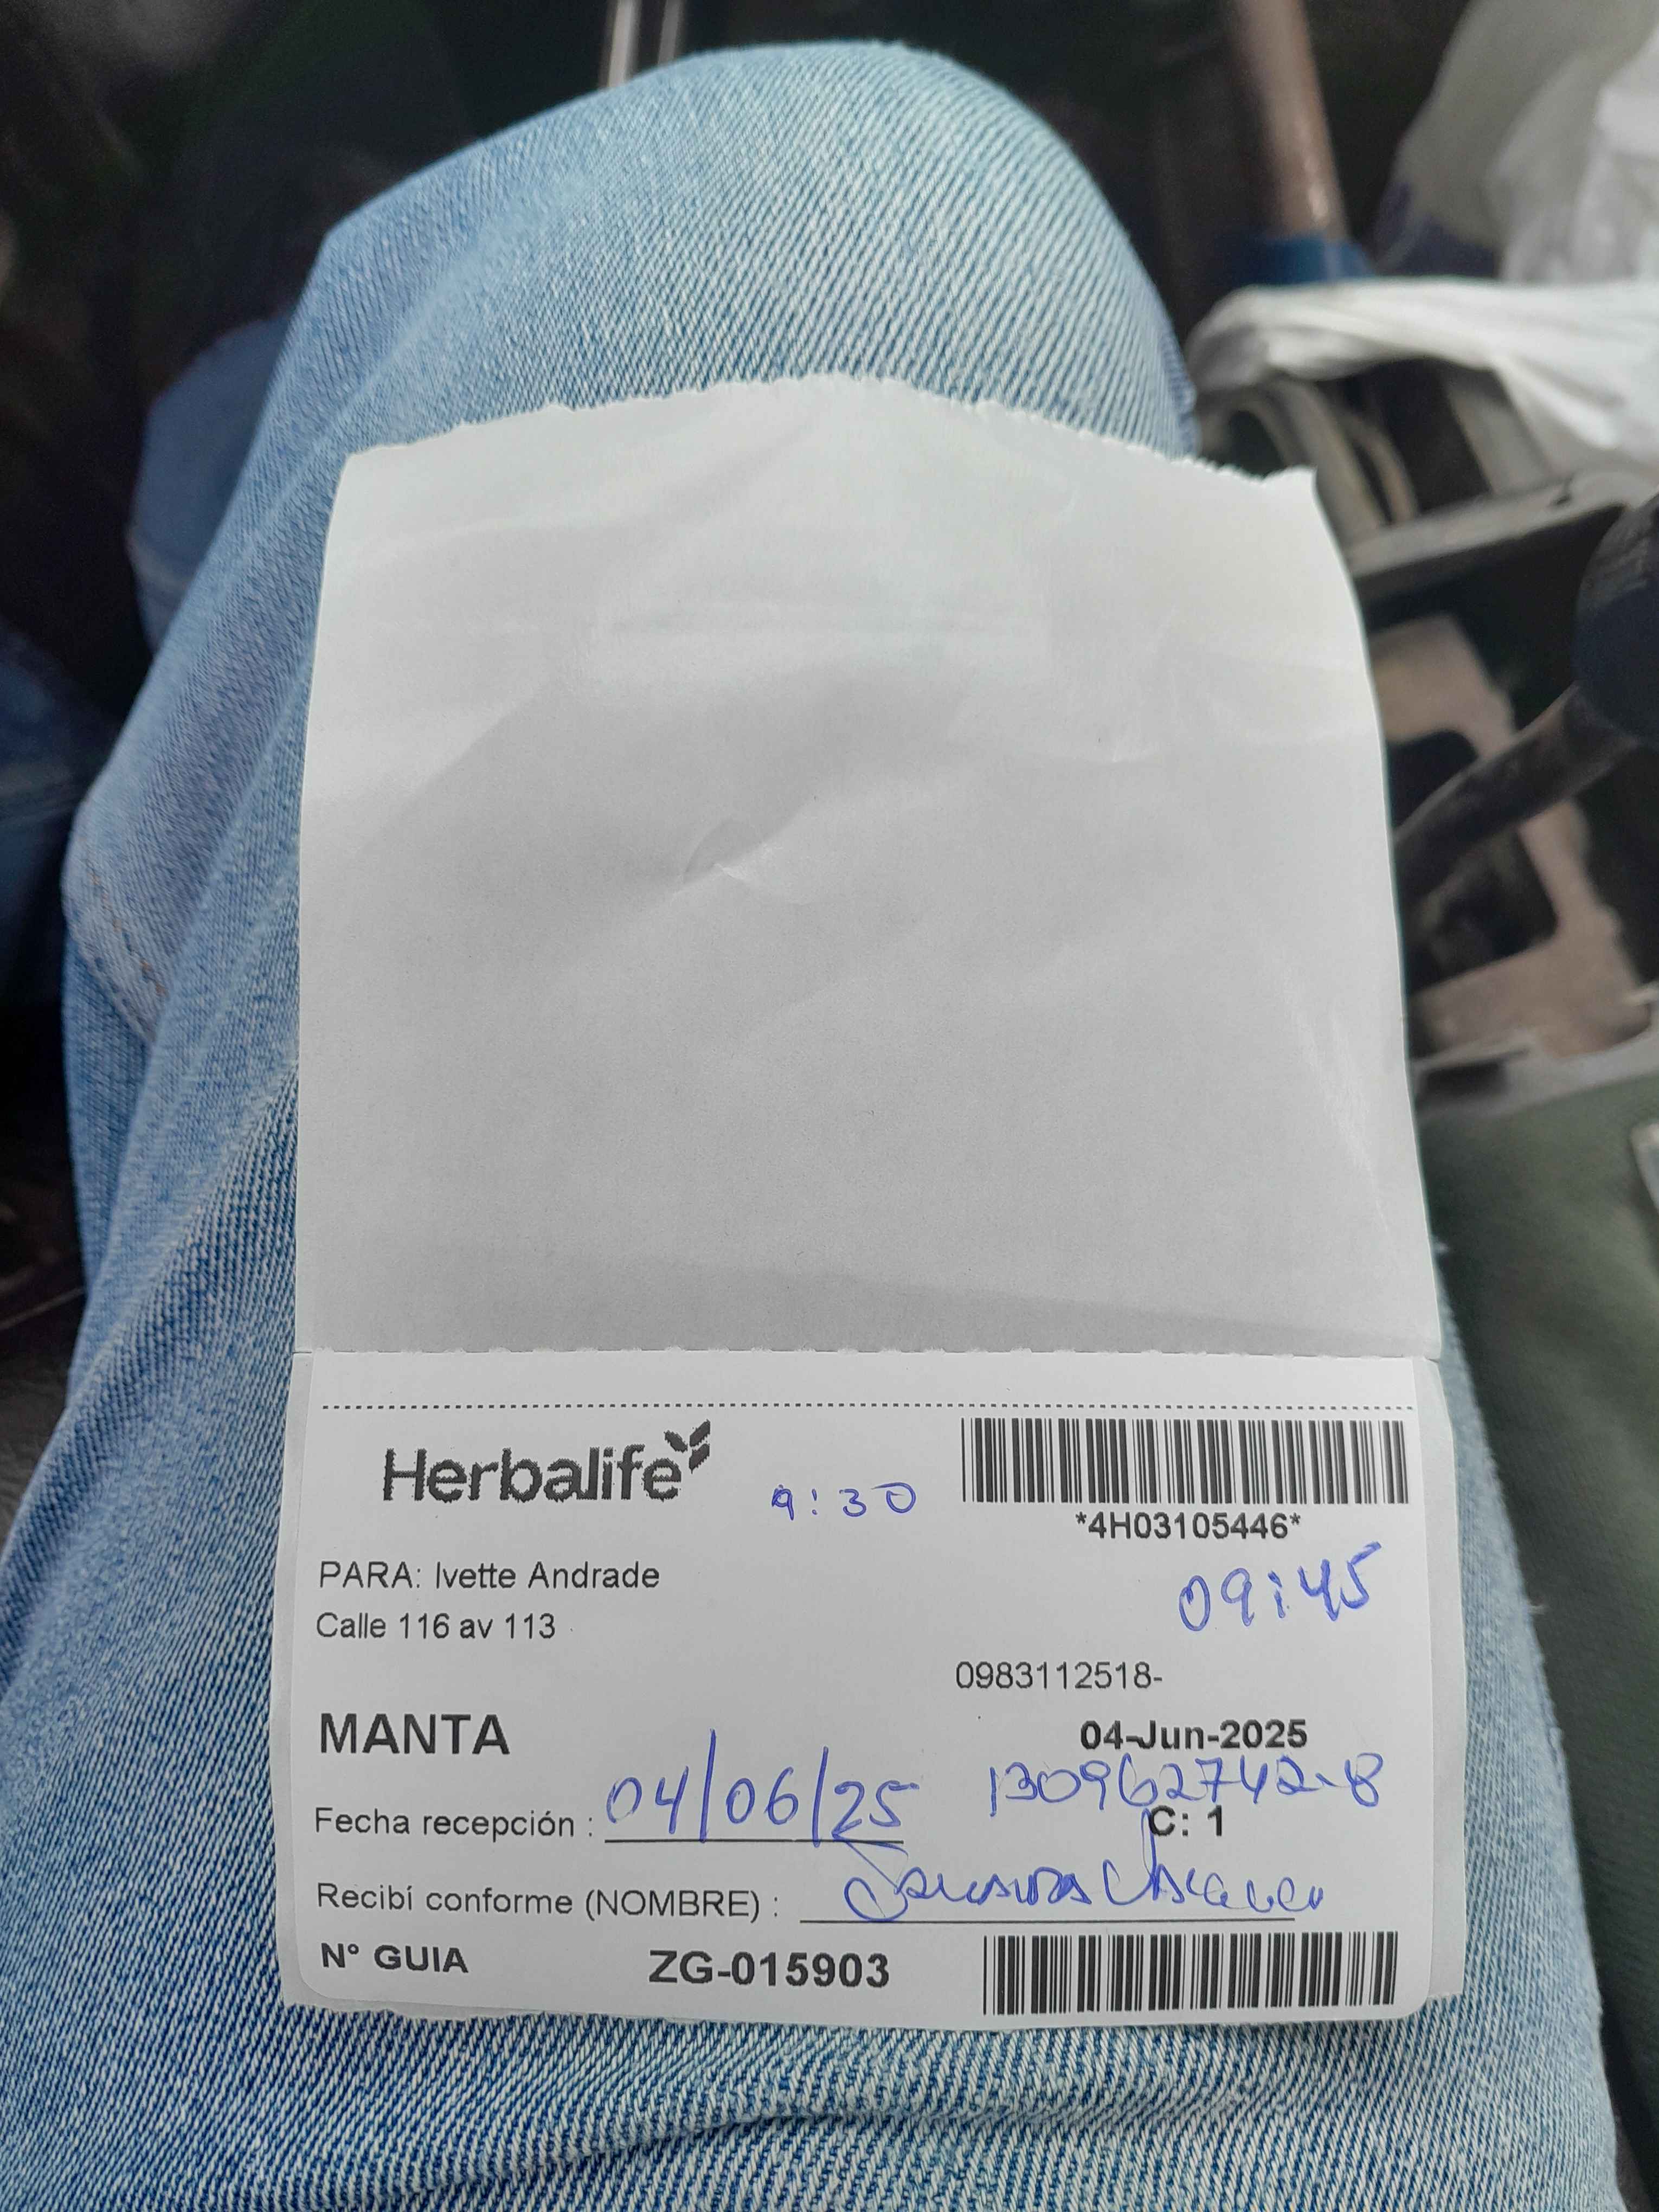 Herbalife
9:30
*4H03105446*
PARA: Ivette Andrade
09:45
Calle 116 av 113
0983112518-
MANTA
04-Jun-2025
130962742-8
Fecha recepción : 04/06/25
C: 1
Recibí conforme (NOMBRE) :
N° GUIA ZG-015903